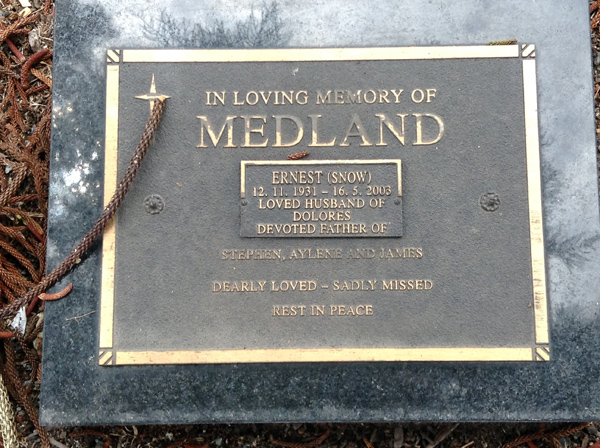 IN LOVING MEMORY OF
MEDLAND
ERNEST (SNOW)
12. 11. 1931 – 16. 5. 2003
LOVED HUSBAND OF
DOLORES
DEVOTED FATHER OF
STEPHEN, AYLENE AND JAMES
DEARLY LOVED – SADLY MISSED
REST IN PEACE